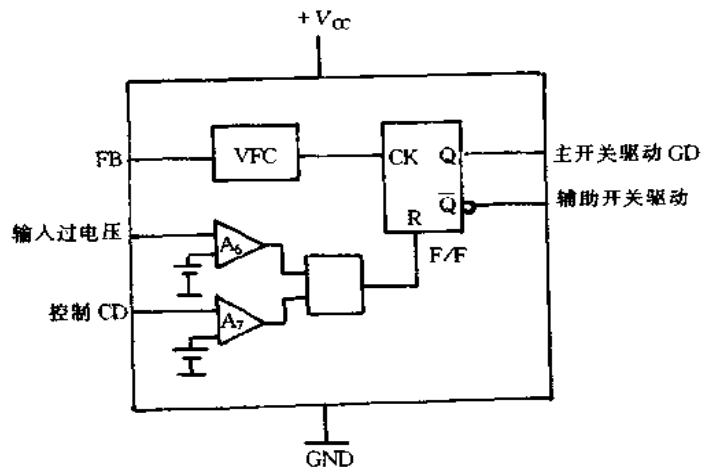 +V_CC
FB
VFC
CK Q
主开关驱动 GD
Q̅
辅助开关驱动
R
F/F
输入过电压
A₆
控制 CD
A₇
GND